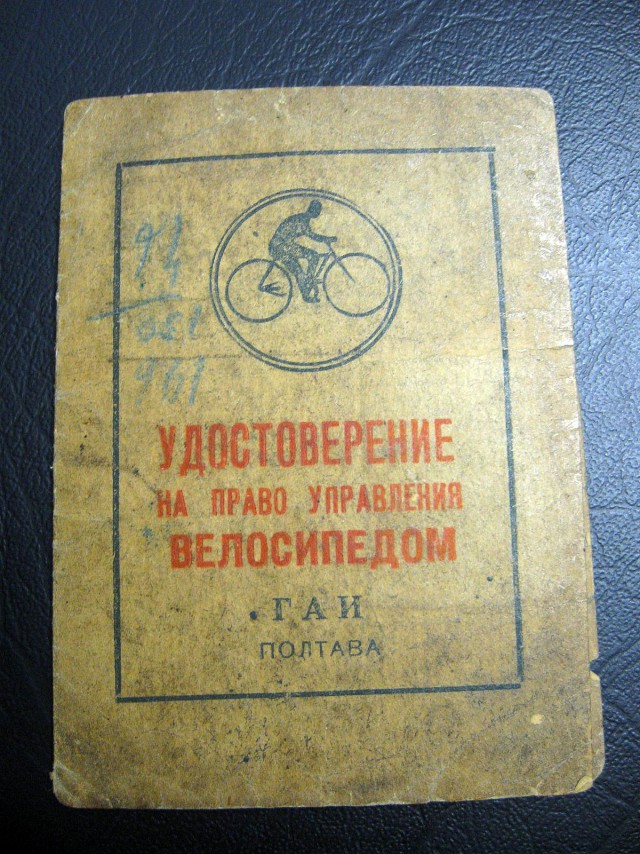 УДОСТОВЕРЕНИЕ
НА ПРАВО УПРАВЛЕНИЯ
ВЕЛОСИПЕДОМ
ГАИ
ПОЛТАВА